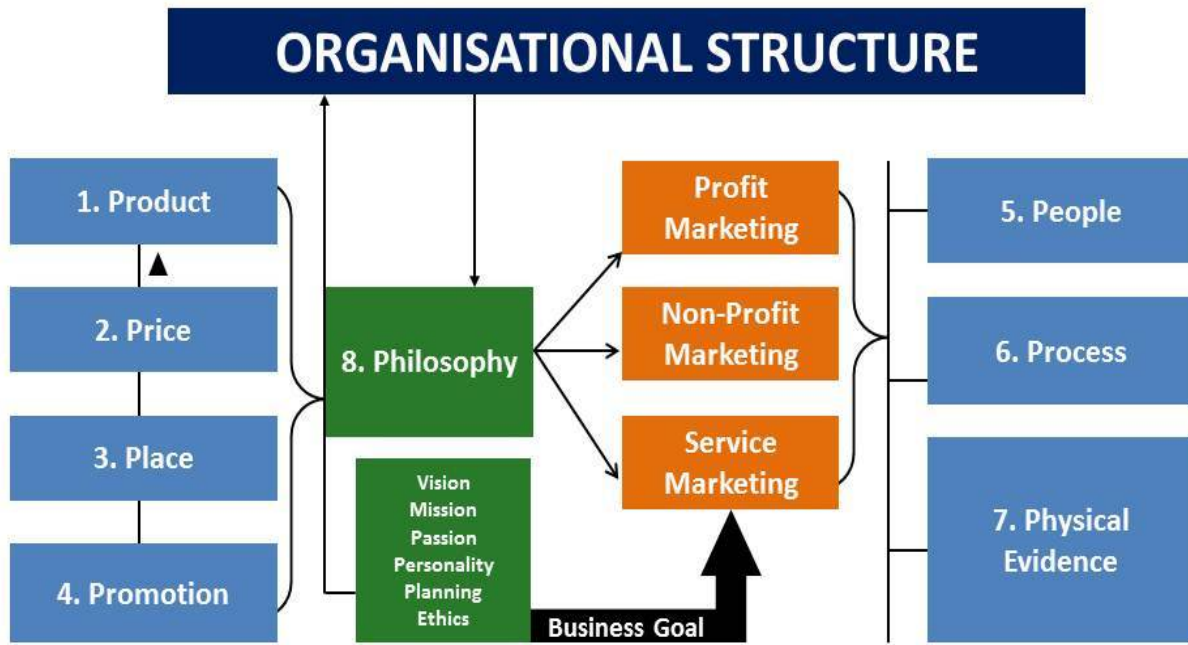 ORGANISATIONAL STRUCTURE
1. Product
2. Price
3. Place
4. Promotion
8. Philosophy
Vision
Mission
Passion
Personality
Planning
Ethics
Business Goal
Profit
Marketing
Non-Profit
Marketing
Service
Marketing
5. People
6. Process
7. Physical
Evidence